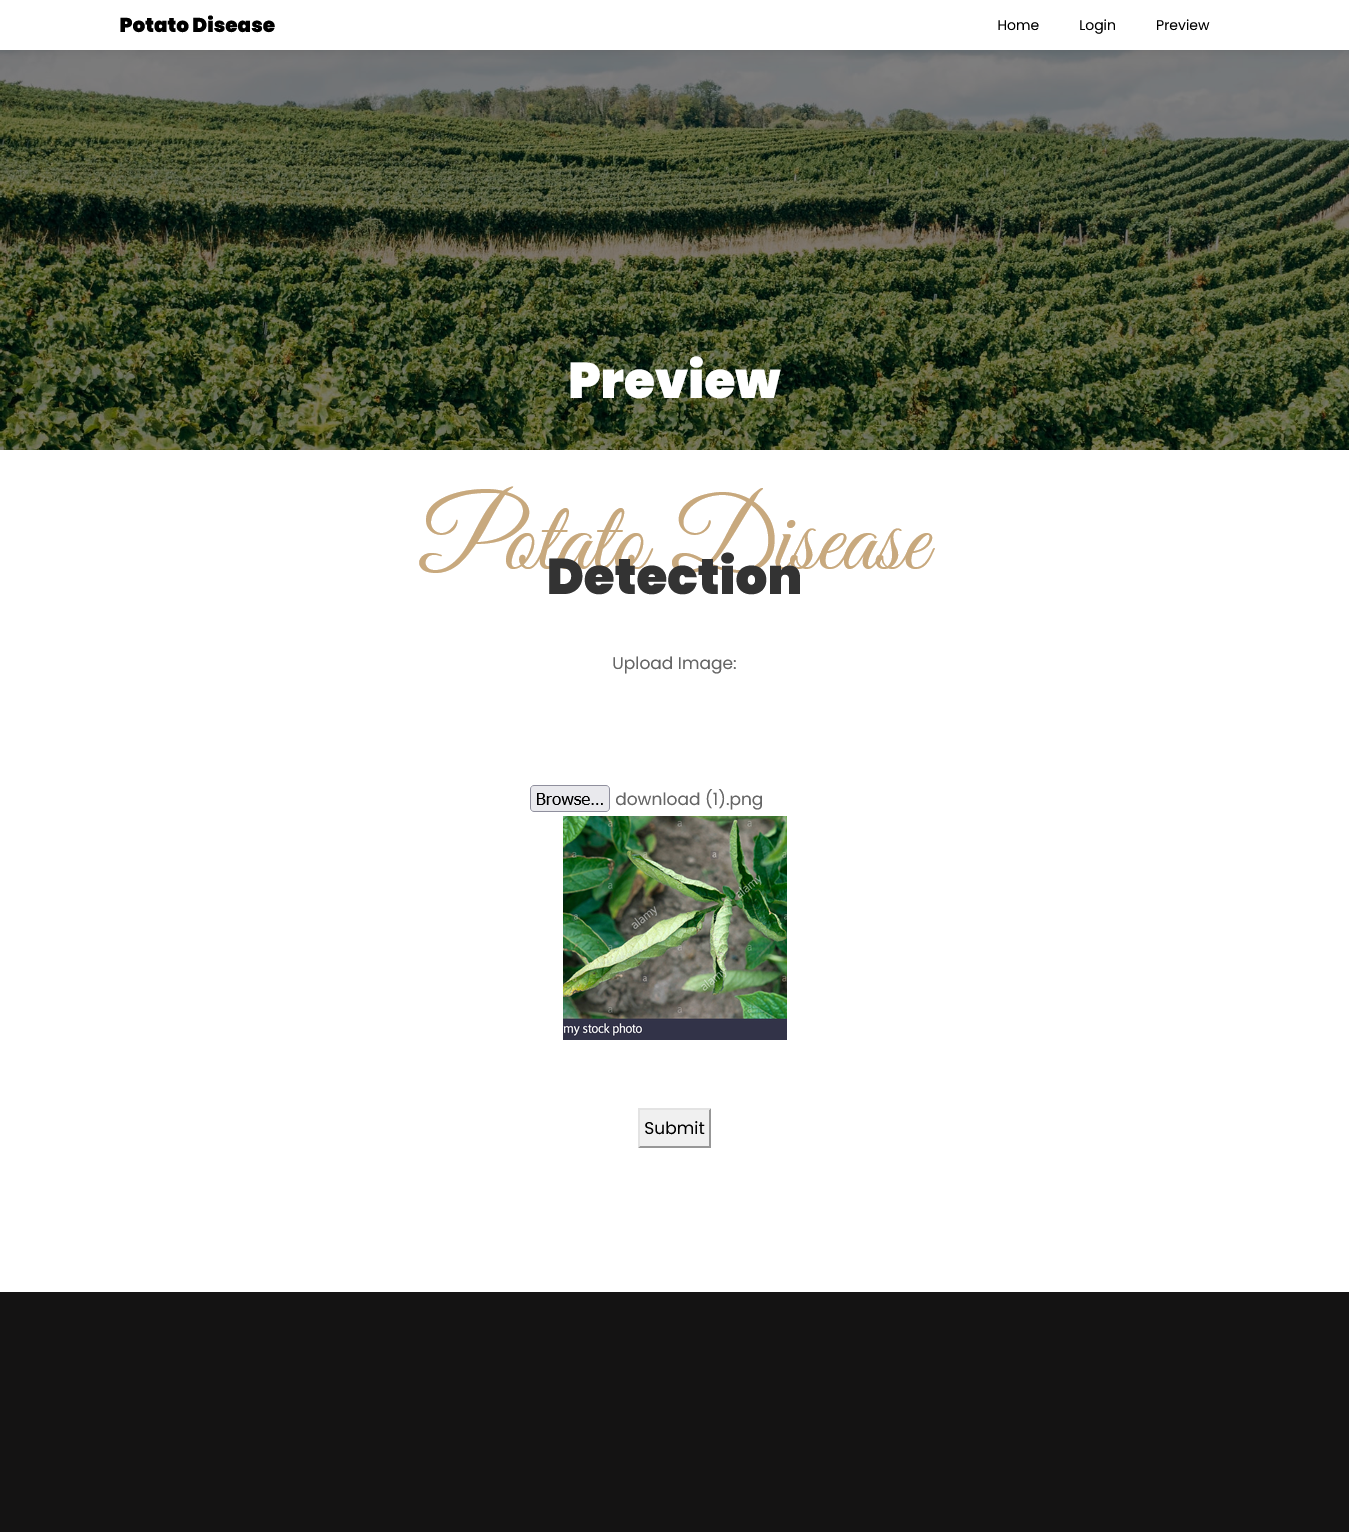 Potato Disease
Home Login Preview
Preview
Potato Disease
Detection
Upload Image:
Browse... download (1).png
a a a
a a a
a
alamy
alamy
a a
a a
a
alamy
a a
a a a
my stock photo
Submit